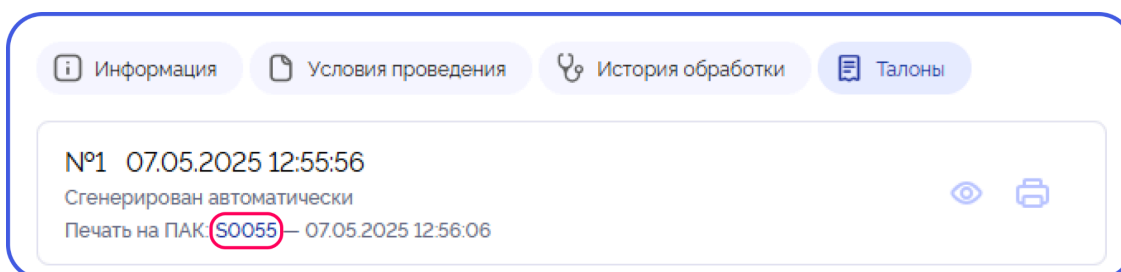 Информация Условия проведения История обработки Талоны
№1 07.05.2025 12:55:56
Сгенерирован автоматически
Печать на ПАК: S0055 — 07.05.2025 12:56:06